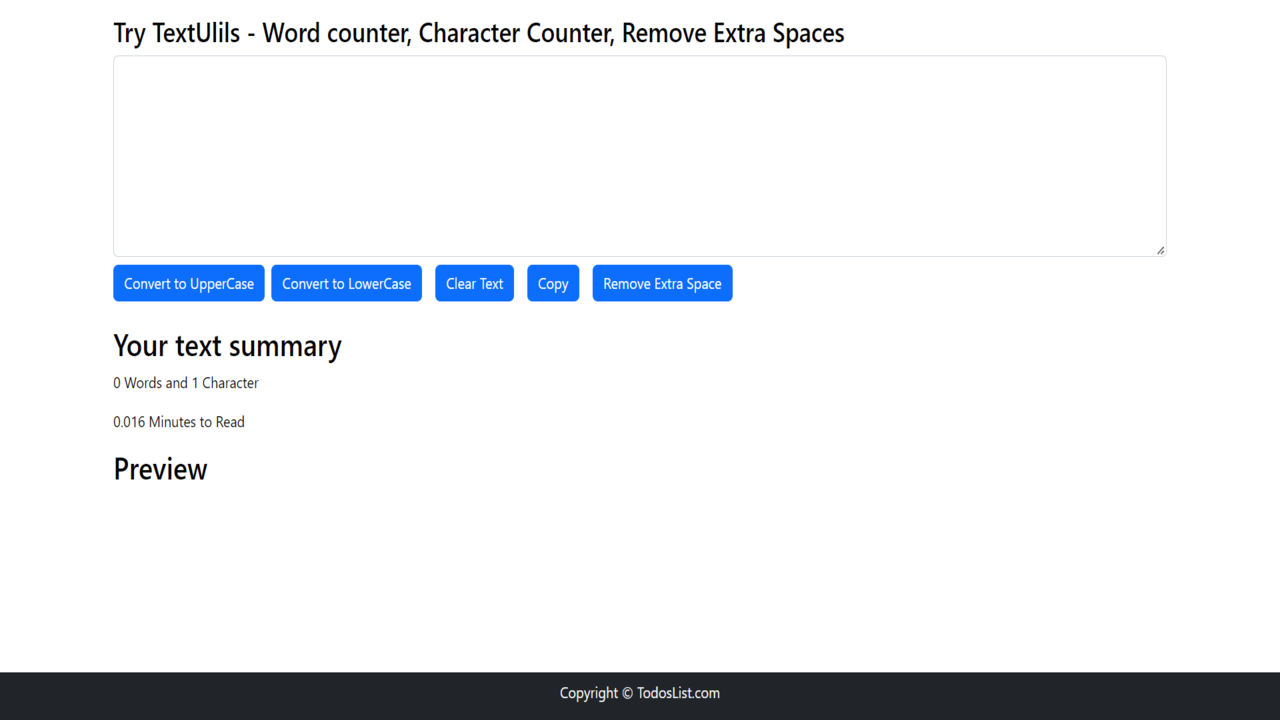 Try TextUlils - Word counter, Character Counter, Remove Extra Spaces
Convert to UpperCase Convert to LowerCase Clear Text Copy Remove Extra Space
Your text summary
0 Words and 1 Character
0.016 Minutes to Read
Preview
Copyright © TodosList.com